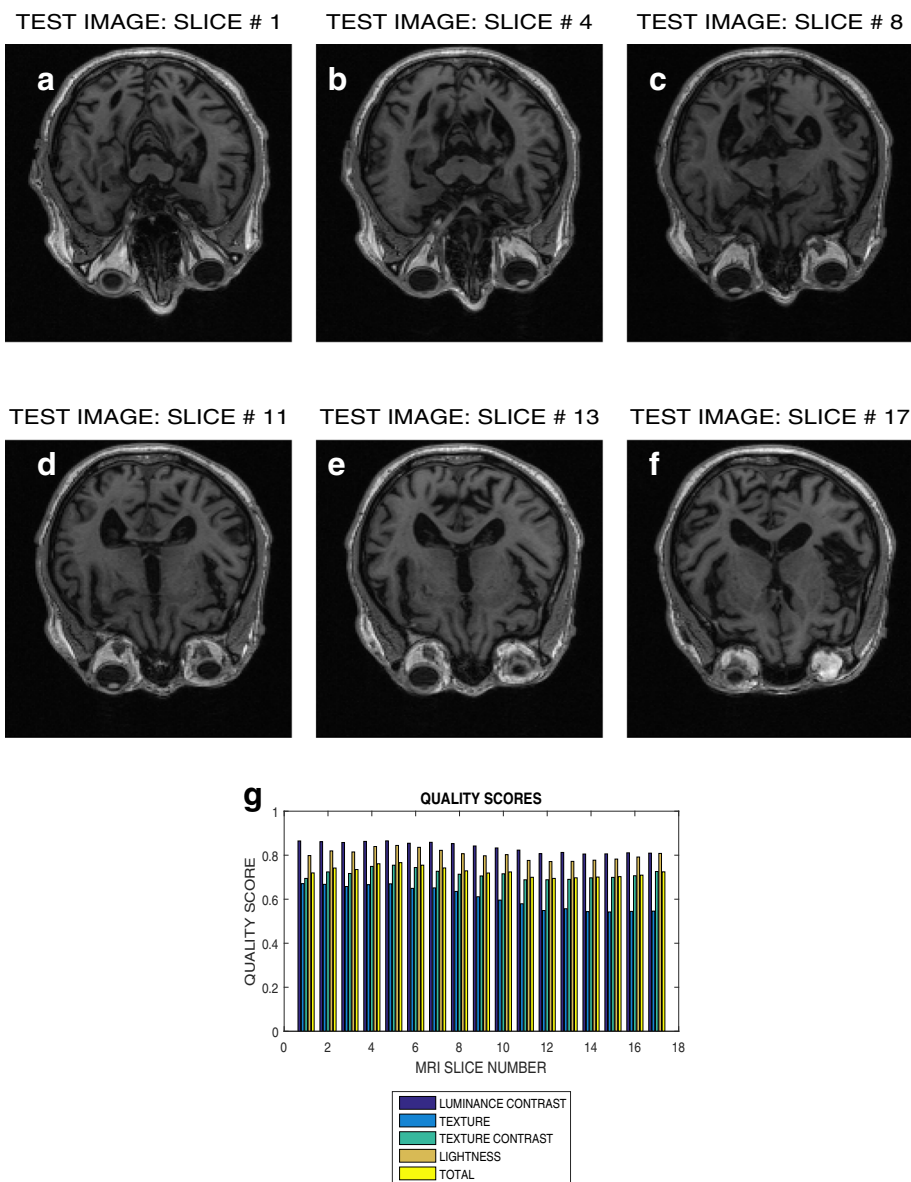 TEST IMAGE: SLICE # 1
TEST IMAGE: SLICE # 4
TEST IMAGE: SLICE # 8
a
b
c
TEST IMAGE: SLICE # 11
TEST IMAGE: SLICE # 13
TEST IMAGE: SLICE # 17
d
e
f
g
QUALITY SCORES
QUALITY SCORE
1
0.8
0.6
0.4
0.2
0
0 2 4 6 8 10 12 14 16 18
MRI SLICE NUMBER
LUMINANCE CONTRAST
TEXTURE
TEXTURE CONTRAST
LIGHTNESS
TOTAL